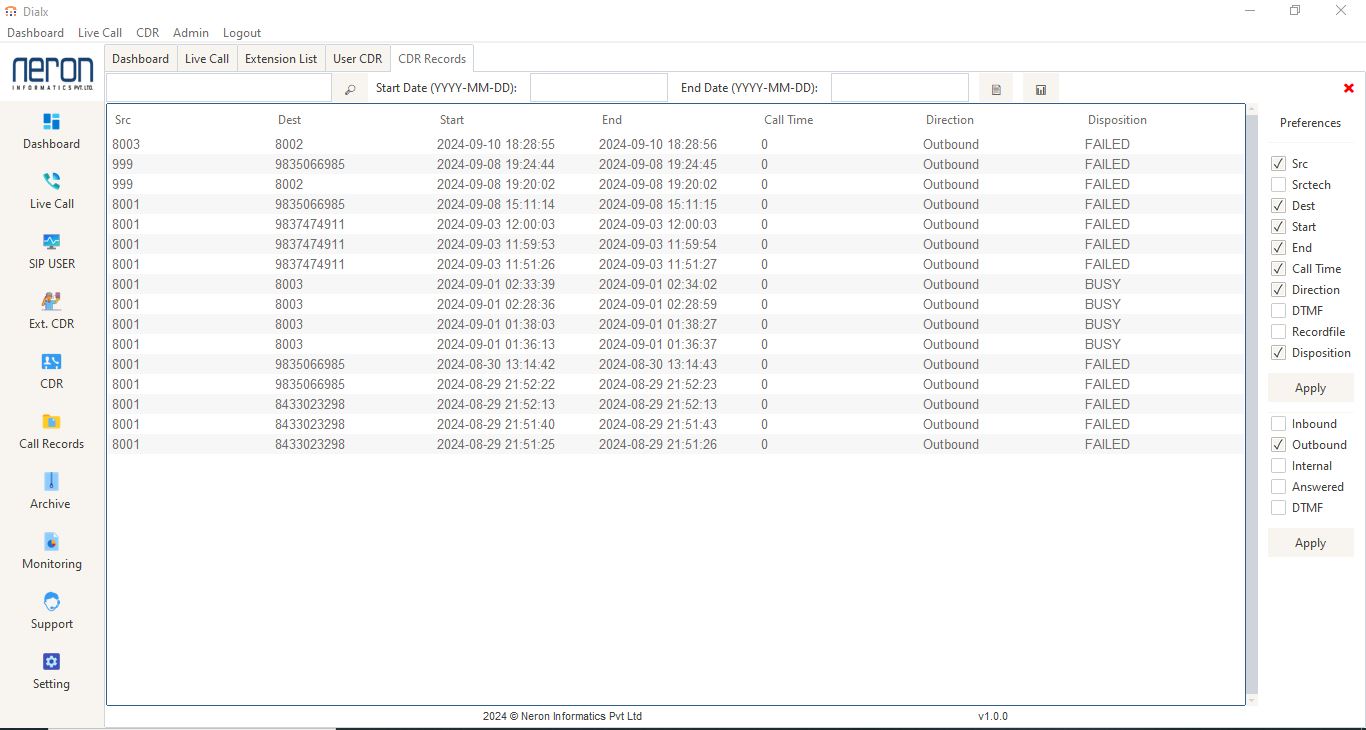 Dialx
Dashboard Live Call CDR Admin Logout
neron
INFORMATICS PVT. LTD.
Dashboard Live Call Extension List User CDR CDR Records
Start Date (YYYY-MM-DD): End Date (YYYY-MM-DD):
Dashboard
Live Call
SIP USER
Ext. CDR
CDR
Call Records
Archive
Monitoring
Support
Setting
Src Dest Start End Call Time Direction Disposition
8003 8002 2024-09-10 18:28:55 2024-09-10 18:28:56 0 Outbound FAILED
999 9835066985 2024-09-08 19:24:44 2024-09-08 19:24:45 0 Outbound FAILED
999 8002 2024-09-08 19:20:02 2024-09-08 19:20:02 0 Outbound FAILED
8001 9835066985 2024-09-08 15:11:14 2024-09-08 15:11:15 0 Outbound FAILED
8001 9837474911 2024-09-03 12:00:03 2024-09-03 12:00:03 0 Outbound FAILED
8001 9837474911 2024-09-03 11:59:53 2024-09-03 11:59:54 0 Outbound FAILED
8001 9837474911 2024-09-03 11:51:26 2024-09-03 11:51:27 0 Outbound FAILED
8001 8003 2024-09-01 02:33:39 2024-09-01 02:34:02 0 Outbound BUSY
8001 8003 2024-09-01 02:28:36 2024-09-01 02:28:59 0 Outbound BUSY
8001 8003 2024-09-01 01:38:03 2024-09-01 01:38:27 0 Outbound BUSY
8001 8003 2024-09-01 01:36:13 2024-09-01 01:36:37 0 Outbound BUSY
8001 9835066985 2024-08-30 13:14:42 2024-08-30 13:14:43 0 Outbound FAILED
8001 9835066985 2024-08-29 21:52:22 2024-08-29 21:52:23 0 Outbound FAILED
8001 8433023298 2024-08-29 21:52:13 2024-08-29 21:52:13 0 Outbound FAILED
8001 8433023298 2024-08-29 21:51:40 2024-08-29 21:51:43 0 Outbound FAILED
8001 8433023298 2024-08-29 21:51:25 2024-08-29 21:51:26 0 Outbound FAILED
Preferences
Src
Srctech
Dest
Start
End
Call Time
Direction
DTMF
Recordfile
Disposition
Apply
Inbound
Outbound
Internal
Answered
DTMF
Apply
2024 © Neron Informatics Pvt Ltd v1.0.0